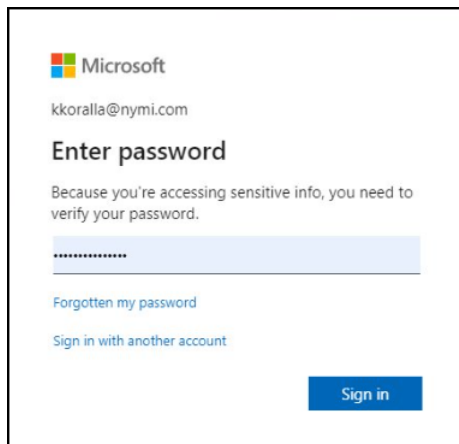 Microsoft
kkoralla@nymi.com
Enter password
Because you're accessing sensitive info, you need to
verify your password.
•••••••••••••••
Forgotten my password
Sign in with another account
Sign in